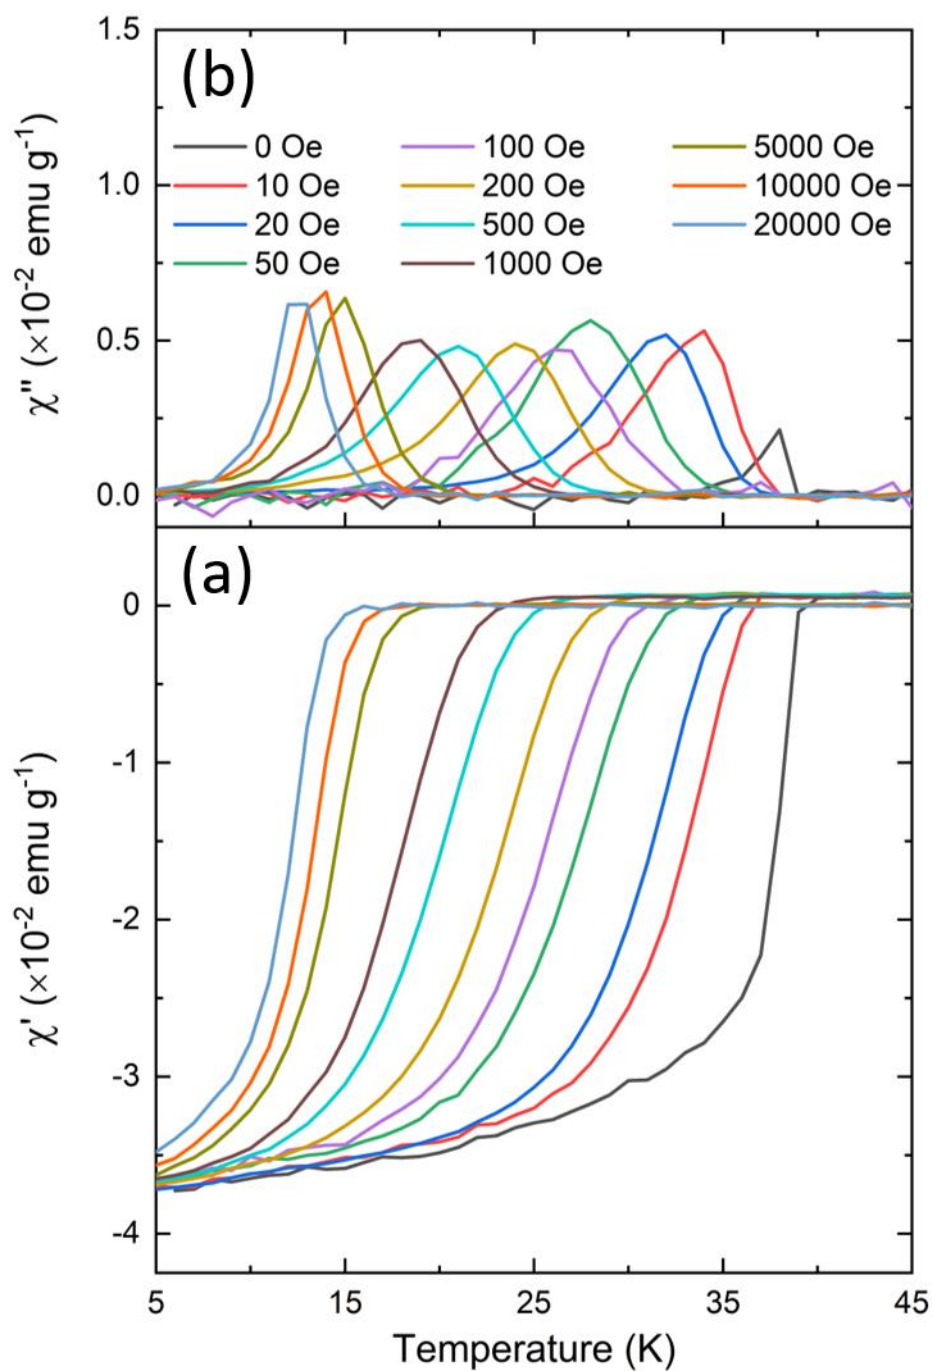 1.5
(b)
0 Oe 100 Oe 5000 Oe
1.0 10 Oe 200 Oe 10000 Oe
20 Oe 500 Oe 20000 Oe
50 Oe 1000 Oe
χ'' (×10⁻² emu g⁻¹)
0.5
0.0
(a)
0
-1
χ' (×10⁻² emu g⁻¹)
-2
-3
-4
5 15 25 35 45
Temperature (K)